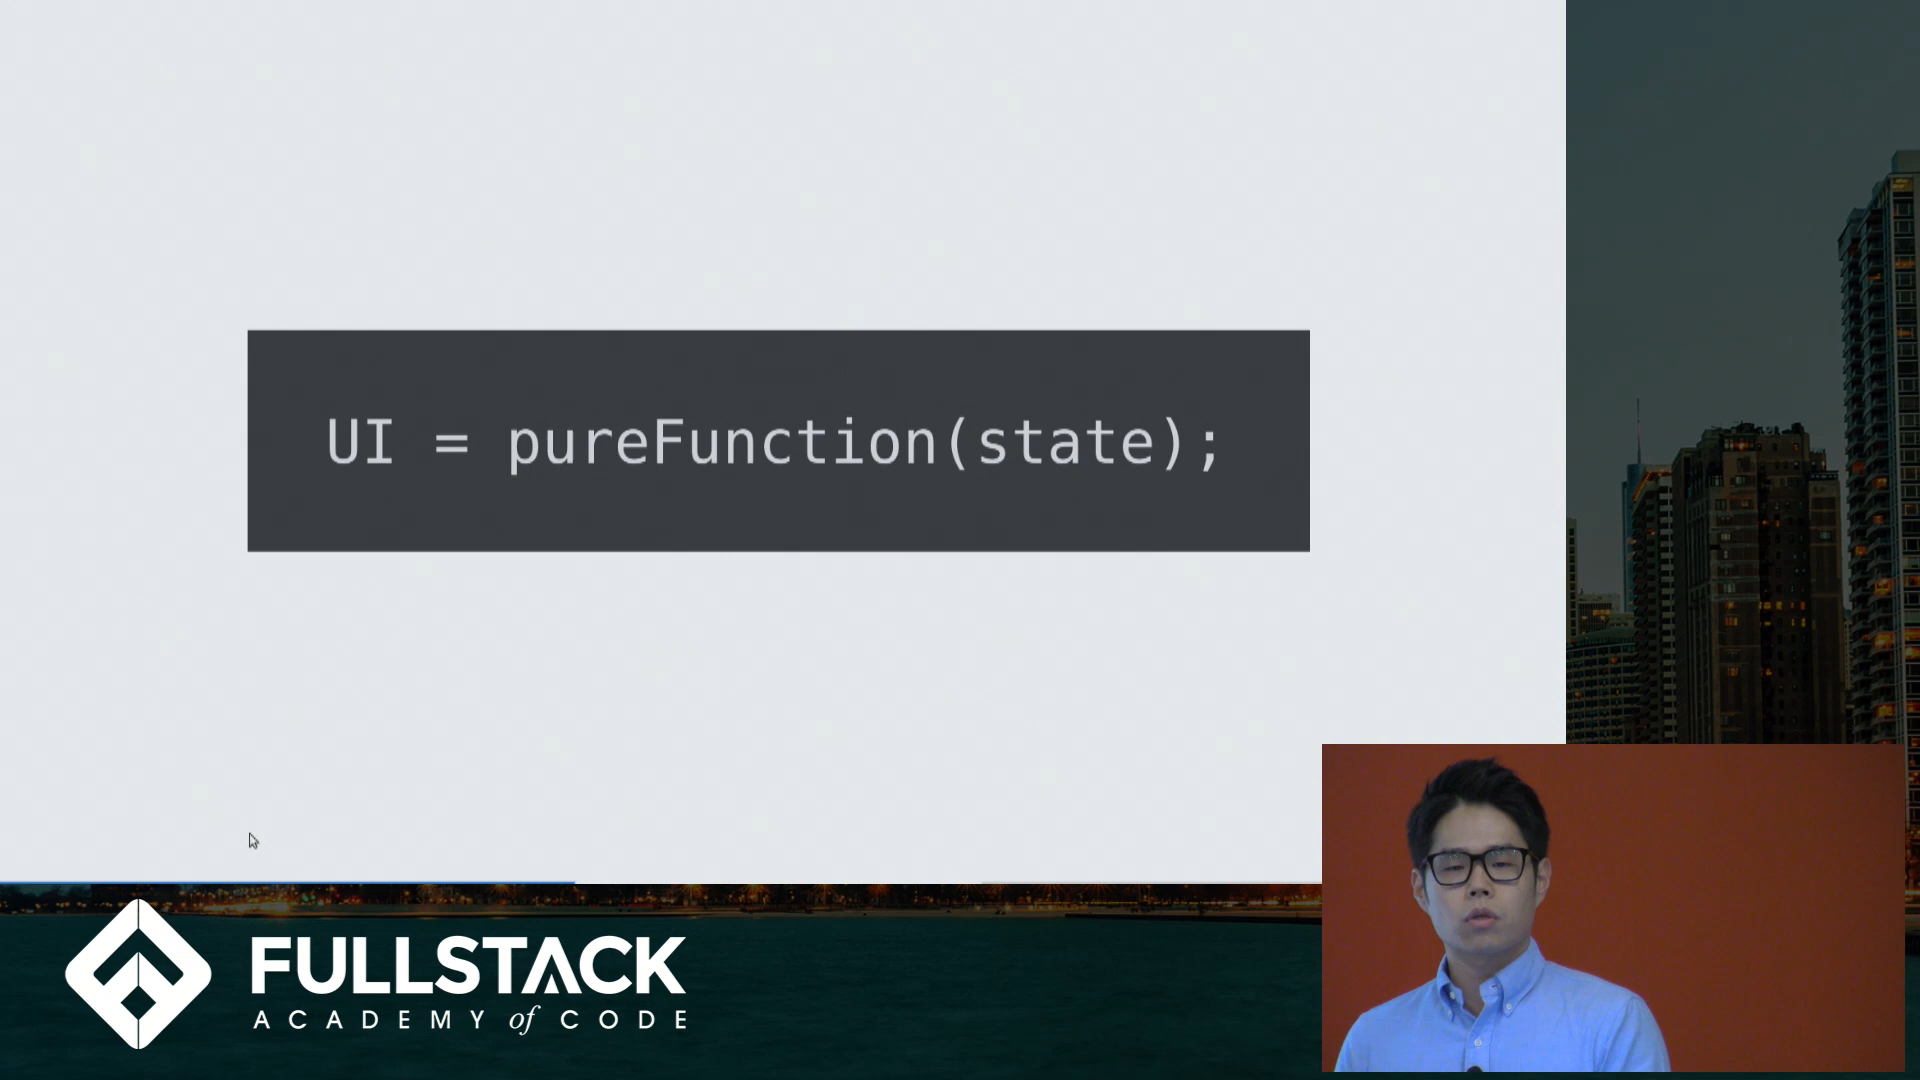 UI = pureFunction(state);
FULLSTACK
ACADEMY of CODE